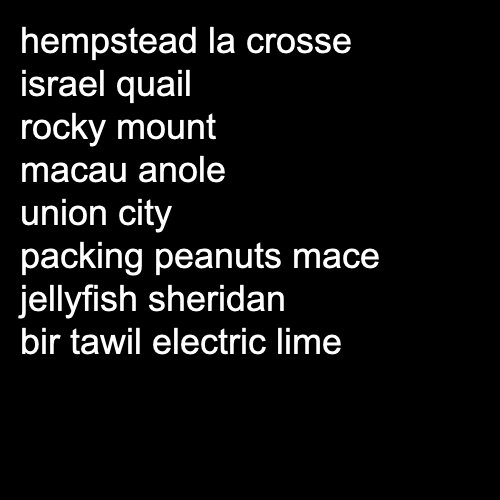 hempstead la crosse
israel quail
rocky mount
macau anole
union city
packing peanuts mace
jellyfish sheridan
bir tawil electric lime